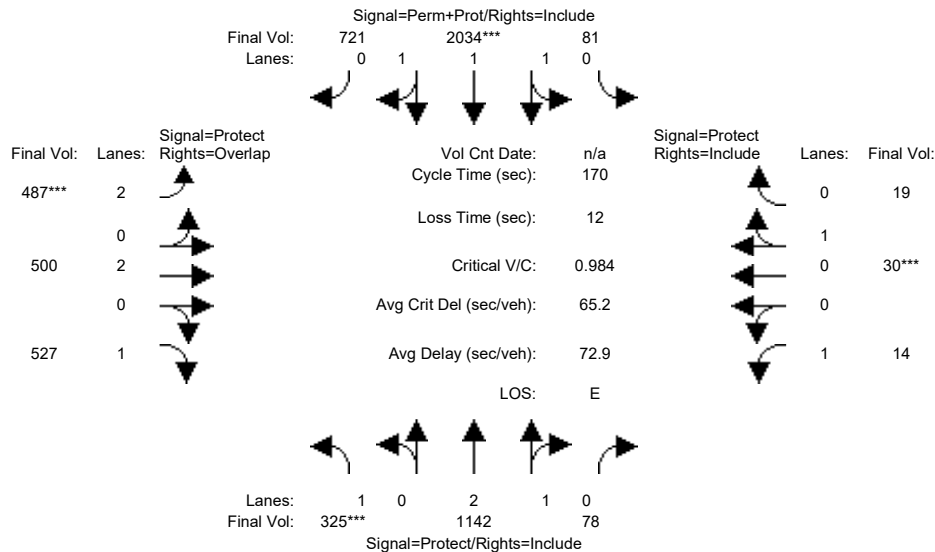 Signal=Perm+Prot/Rights=Include
Final Vol: 721 2034*** 81
Lanes: 0 1 1 1 0
Signal=Protect
Final Vol: Lanes: Rights=Overlap
Vol Cnt Date: n/a
Signal=Protect
Rights=Include Lanes: Final Vol:
487*** 2
Cycle Time (sec): 170
0 19
Loss Time (sec): 12
0
1
500 2
Critical V/C: 0.984
0 30***
0
Avg Crit Del (sec/veh): 65.2
0
527 1
Avg Delay (sec/veh): 72.9
1 14
LOS: E
Lanes: 1 0 2 1 0
Final Vol: 325*** 1142 78
Signal=Protect/Rights=Include